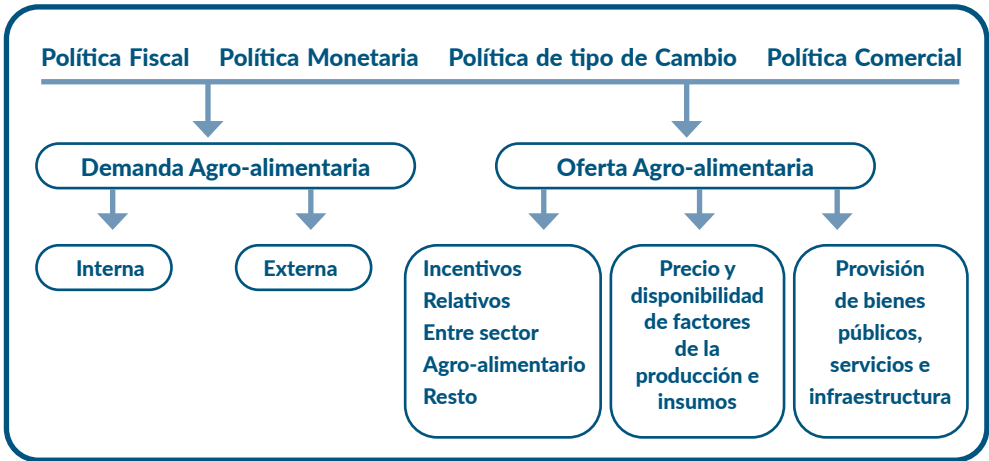 Política Fiscal Política Monetaria Política de tipo de Cambio Política Comercial
Demanda Agro-alimentaria
Oferta Agro-alimentaria
Interna
Externa
Incentivos
Relativos
Entre sector
Agro-alimentario
Resto
Precio y
disponibilidad
de factores
de la
producción e
insumos
Provisión
de bienes
públicos,
servicios e
infraestructura